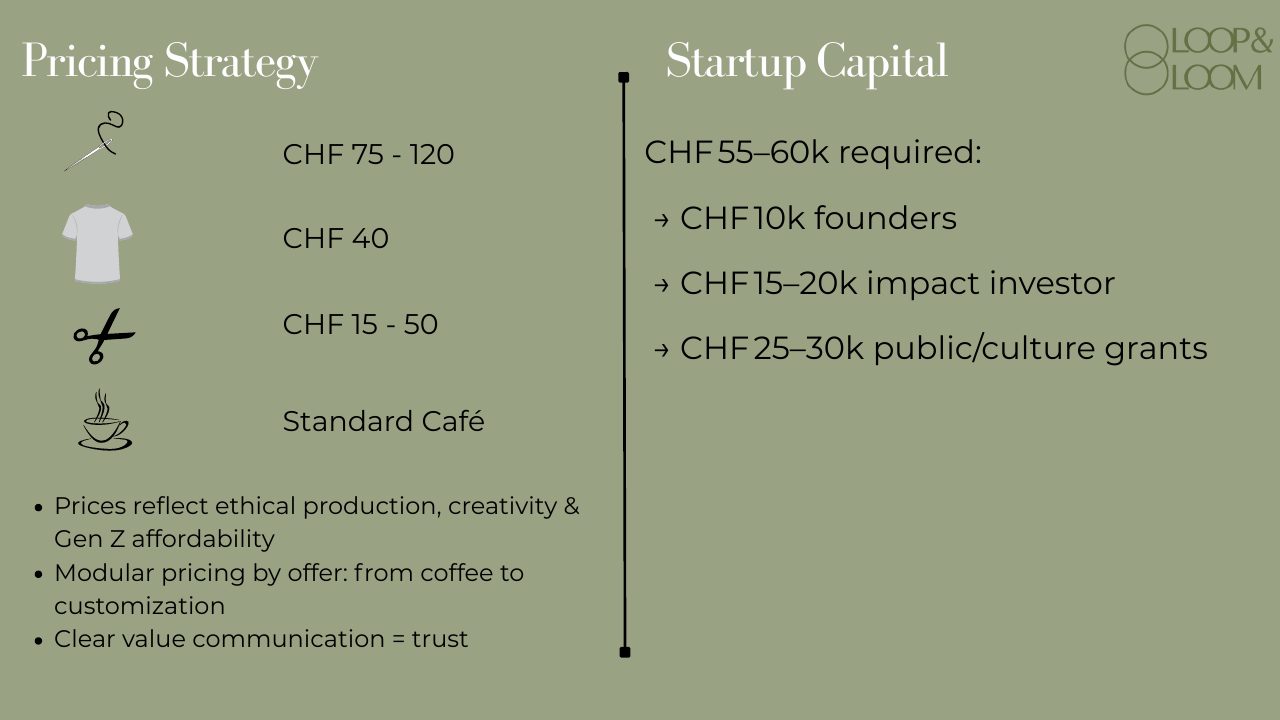 Pricing Strategy
CHF 75 - 120
CHF 40
CHF 15 - 50
Standard Café
• Prices reflect ethical production, creativity &
Gen Z affordability
• Modular pricing by offer: from coffee to
customization
• Clear value communication = trust
Startup Capital
CHF 55–60k required:
→ CHF 10k founders
→ CHF 15–20k impact investor
→ CHF 25–30k public/culture grants
LOOP&
LOOM